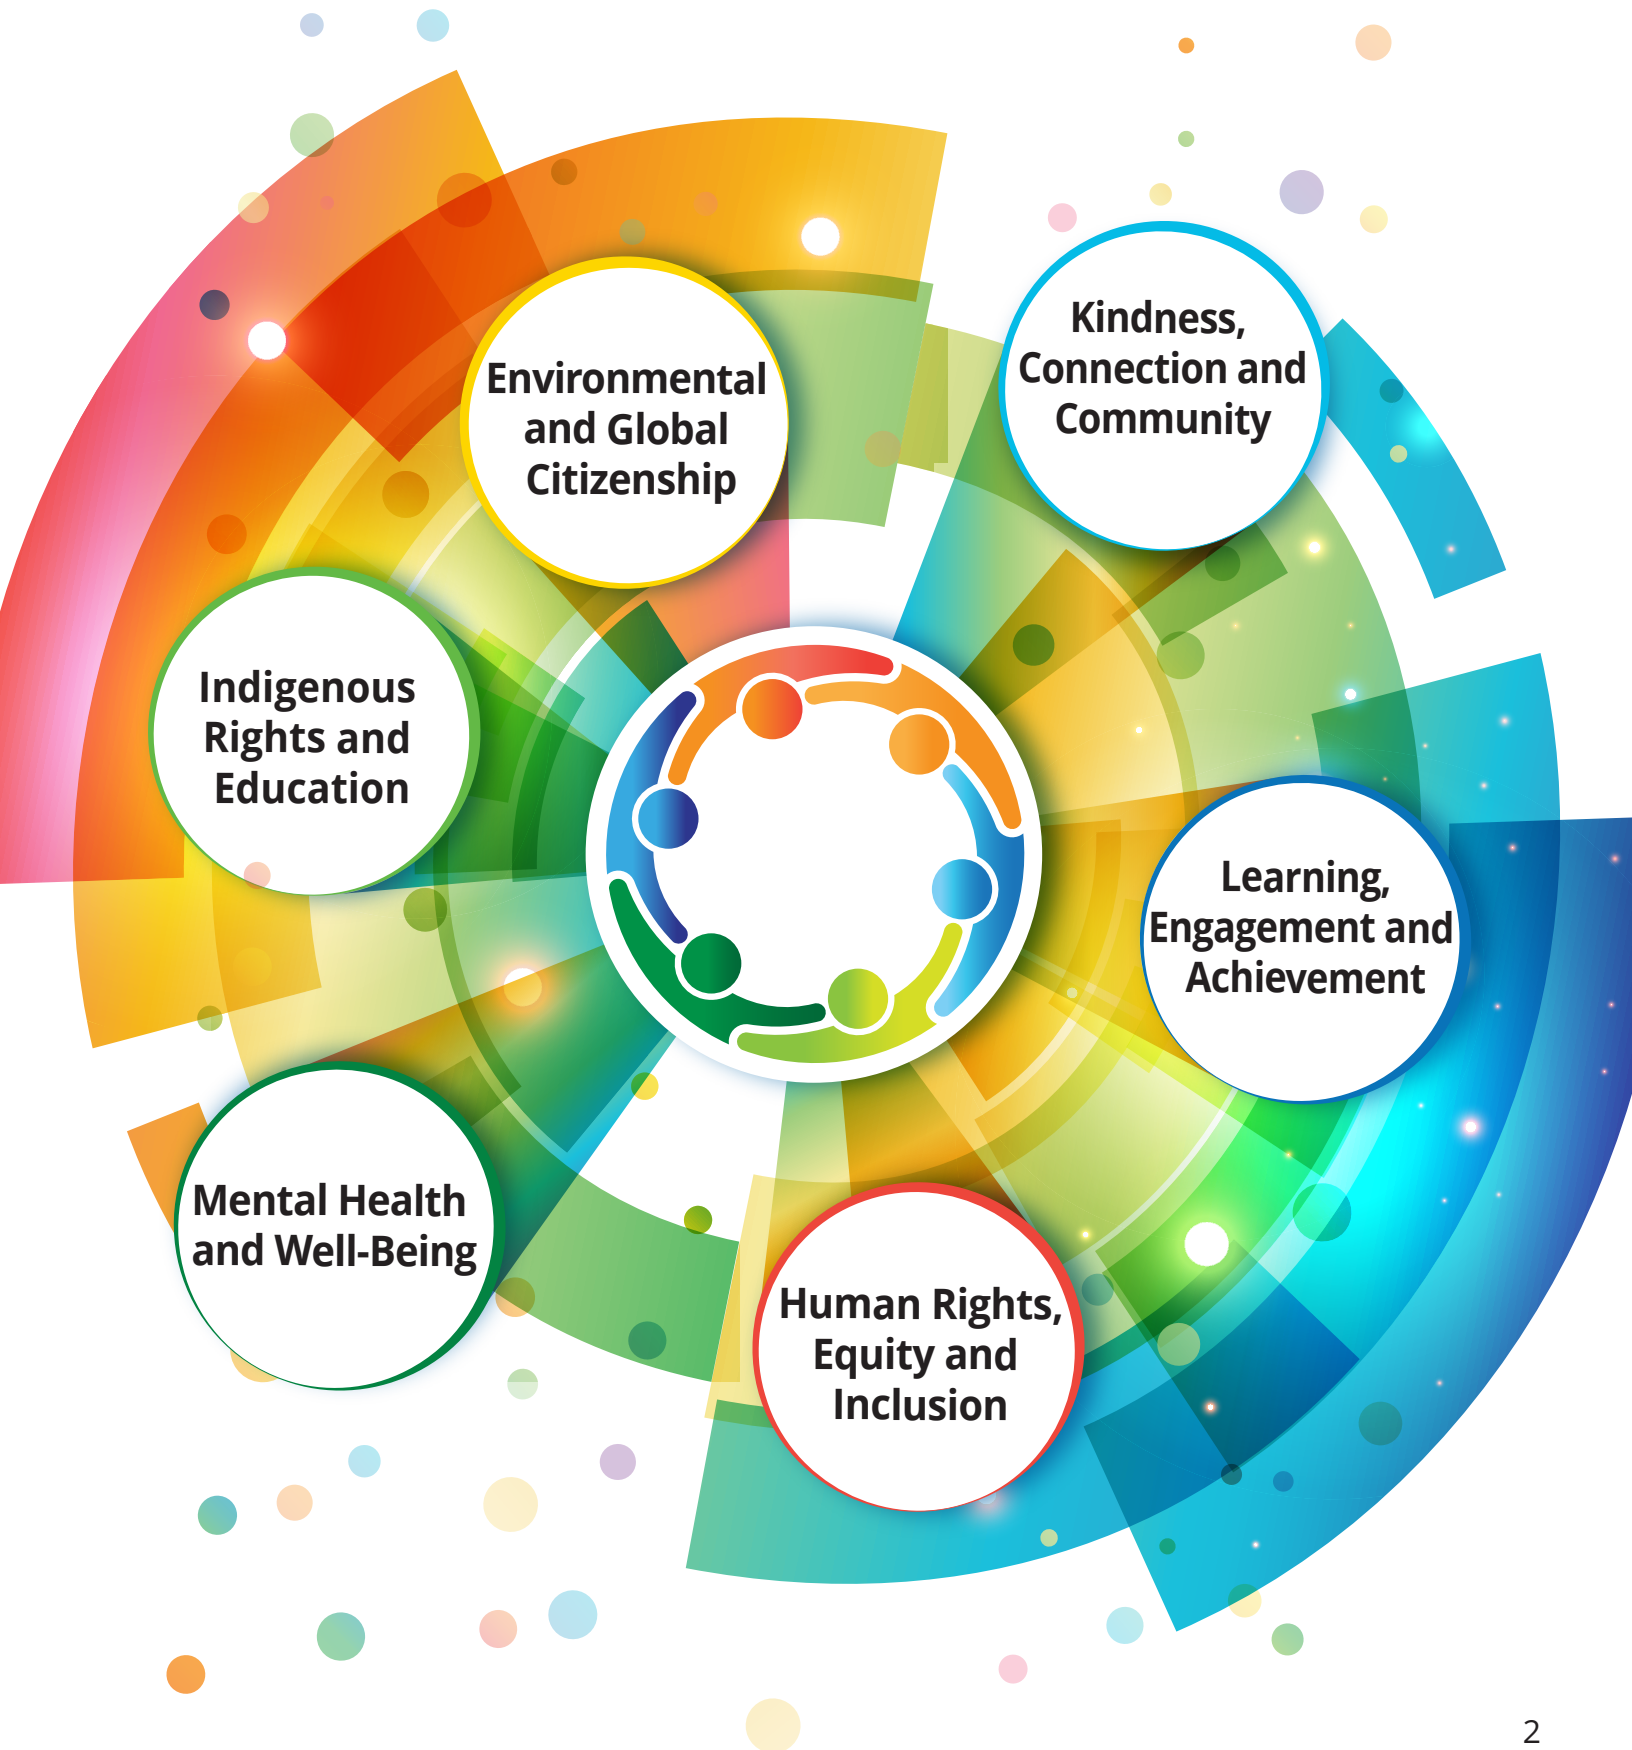 Kindness,
Connection and
Community
Environmental
and Global
Citizenship
Indigenous
Rights and
Education
Learning,
Engagement and
Achievement
Mental Health
and Well-Being
Human Rights,
Equity and
Inclusion
2